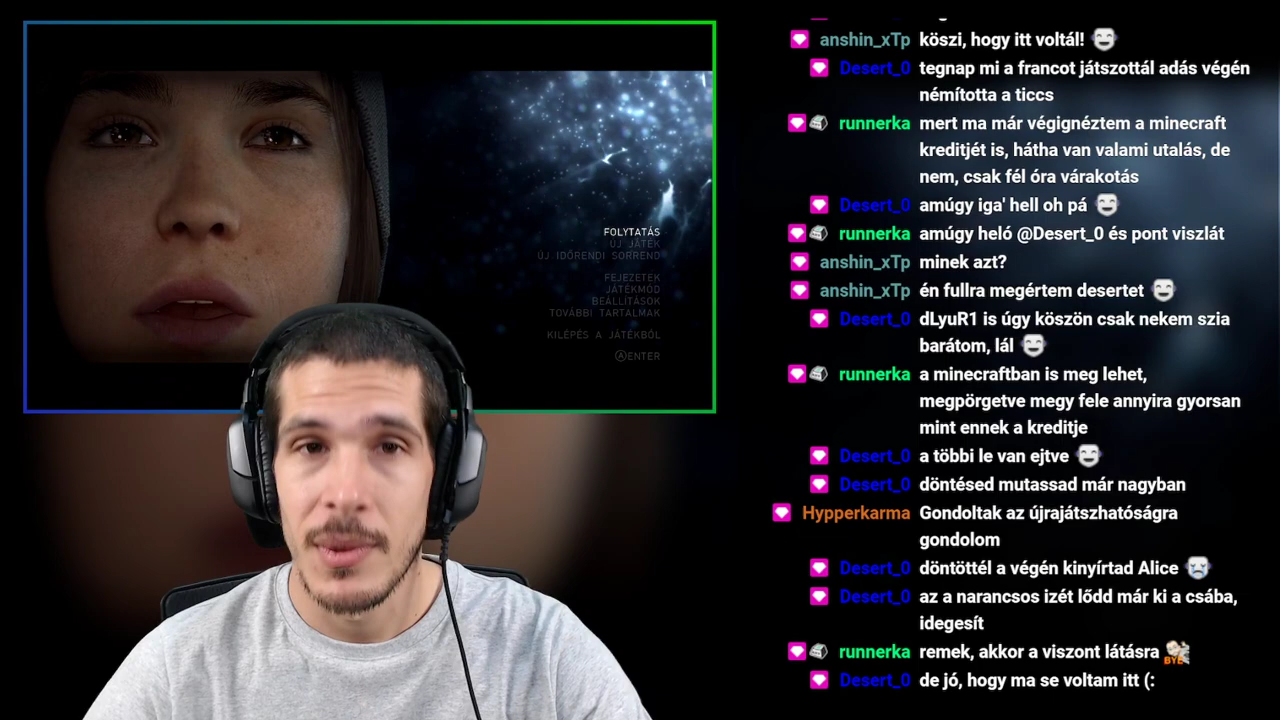 FOLYTATÁS
ÚJ JÁTÉK
ÚJ IDŐRENDI SORREND
FEJEZETEK
JÁTÉKMÓD
BEÁLLÍTÁSOK
TOVÁBBI TARTALMAK
KILÉPÉS A JÁTÉKBÓL
ⒶENTER
anshin_xTp köszi, hogy itt voltál!
Desert_0 tegnap mi a francot játszottál adás végén
némította a ticcs
runnerka mert ma már végignéztem a minecraft
kreditjét is, hátha van valami utalás, de
nem, csak fél óra várakotás
Desert_0 amúgy iga' hell oh pá
runnerka amúgy heló @Desert_0 és pont viszlát
anshin_xTp minek azt?
anshin_xTp én fullra megértem desertet
Desert_0 dLyuR1 is úgy köszön csak nekem szia
barátom, lál
runnerka a minecraftban is meg lehet,
megpörgetve megy fele annyira gyorsan
mint ennek a kreditje
Desert_0 a többi le van ejtve
Desert_0 döntésed mutassad már nagyban
Hypperkarma Gondoltak az újrajátszhatóságra
gondolom
Desert_0 döntöttél a végén kinyírtad Alice
Desert_0 az a narancsos izét lődd már ki a csába,
idegesít
runnerka remek, akkor a viszont látásra
BYE
Desert_0 de jó, hogy ma se voltam itt (: